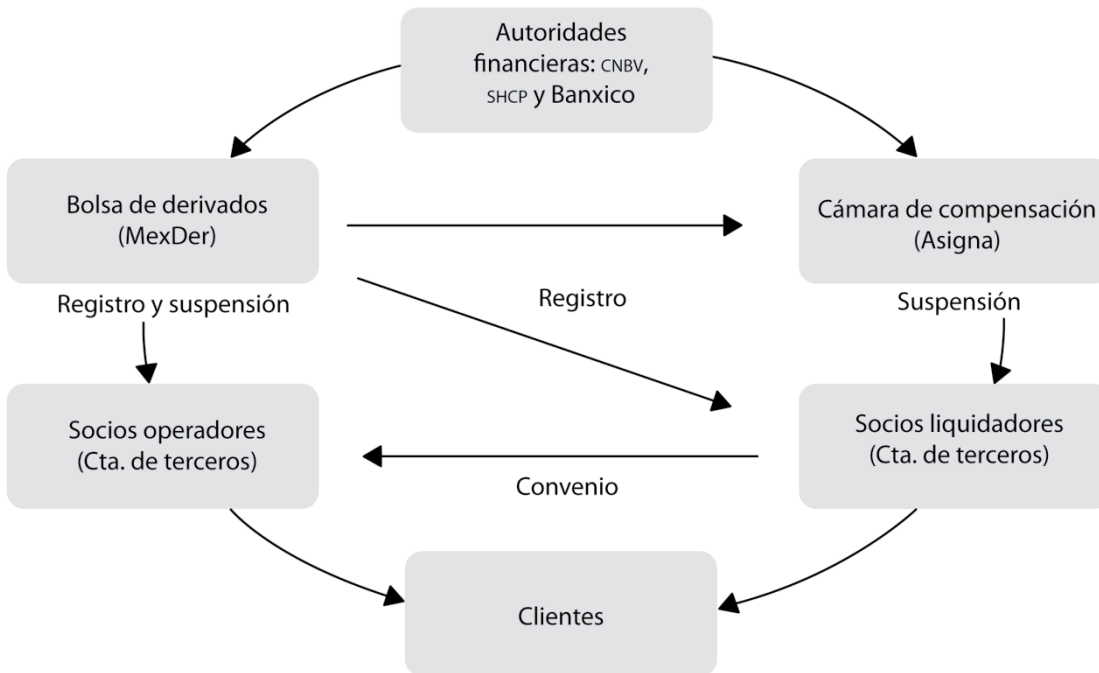 Autoridades
financieras: CNBV,
SHCP y Banxico
Bolsa de derivados
(MexDer)
Cámara de compensación
(Asigna)
Registro y suspensión
Registro
Suspensión
Socios operadores
(Cta. de terceros)
Socios liquidadores
(Cta. de terceros)
Convenio
Clientes